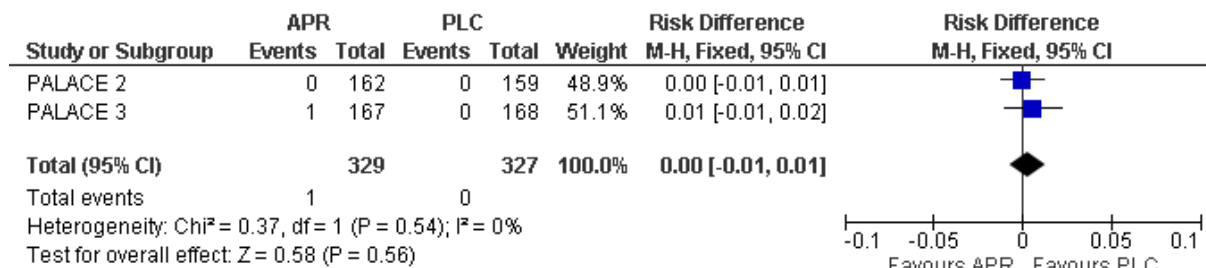 APR PLC Risk Difference Risk Difference
Study or Subgroup Events Total Events Total Weight M-H, Fixed, 95% CI M-H, Fixed, 95% CI
PALACE 2 0 162 0 159 48.9% 0.00 [-0.01, 0.01]
PALACE 3 1 167 0 168 51.1% 0.01 [-0.01, 0.02]
Total (95% CI) 329 327 100.0% 0.00 [-0.01, 0.01]
Total events 1 0
Heterogeneity: Chi² = 0.37, df = 1 (P = 0.54); I² = 0%
Test for overall effect: Z = 0.58 (P = 0.56)
-0.1 -0.05 0 0.05 0.1
Favours APR Favours PLC